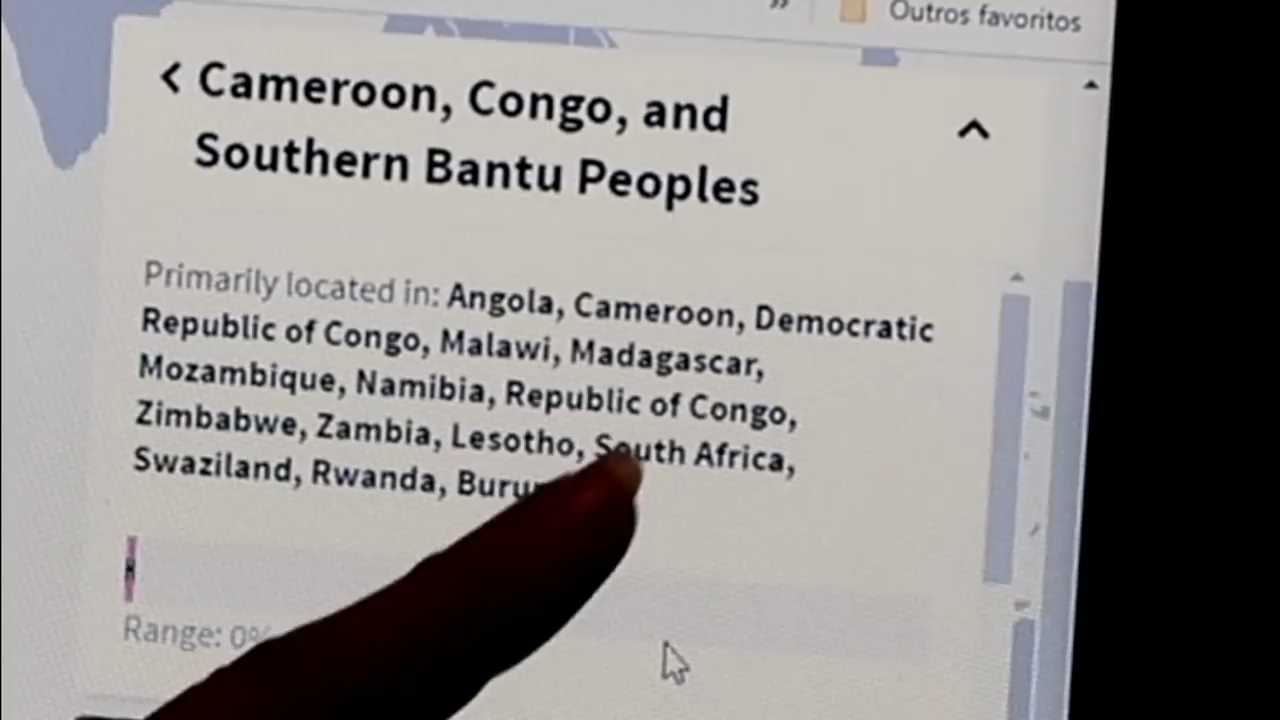 Outros favoritos
Cameroon, Congo, and
Southern Bantu Peoples
Primarily located in: Angola, Cameroon, Democratic
Republic of Congo, Malawi, Madagascar,
Mozambique, Namibia, Republic of Congo,
Zimbabwe, Zambia, Lesotho, South Africa,
Swaziland, Rwanda,
Range: 0%